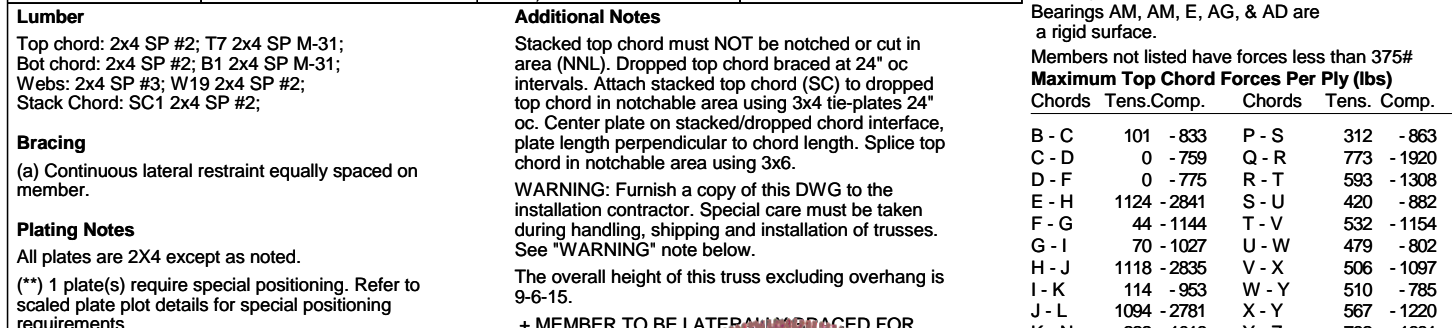 Lumber
Top chord: 2x4 SP #2; T7 2x4 SP M-31;
Bot chord: 2x4 SP #2; B1 2x4 SP M-31;
Webs: 2x4 SP #3; W19 2x4 SP #2;
Stack Chord: SC1 2x4 SP #2;
Bracing
(a) Continuous lateral restraint equally spaced on
member.
Plating Notes
All plates are 2X4 except as noted.
(**) 1 plate(s) require special positioning. Refer to
scaled plate plot details for special positioning
requirements
Additional Notes
Stacked top chord must NOT be notched or cut in
area (NNL). Dropped top chord braced at 24" oc
intervals. Attach stacked top chord (SC) to dropped
top chord in notchable area using 3x4 tie-plates 24"
oc. Center plate on stacked/dropped chord interface,
plate length perpendicular to chord length. Splice top
chord in notchable area using 3x6.
WARNING: Furnish a copy of this DWG to the
installation contractor. Special care must be taken
during handling, shipping and installation of trusses.
See "WARNING" note below.
The overall height of this truss excluding overhang is
9-6-15.
+ MEMBER TO BE FOR
Bearings AM, AM, E, AG, & AD are
a rigid surface.
Members not listed have forces less than 375#
Maximum Top Chord Forces Per Ply (lbs)
Chords Tens.Comp. Chords Tens. Comp.
B - C 101 -833 P - S 312 -863
C - D 0 -759 Q - R 773 -1920
D - F 0 -775 R - T 593 -1308
E - H 1124 -2841 S - U 420 -882
F - G 44 -1144 T - V 532 -1154
G - I 70 -1027 U - W 479 -802
H - J 1118 -2835 V - X 506 -1097
I - K 114 -953 W - Y 510 -785
J - L 1094 -2781 X - Y 567 -1220